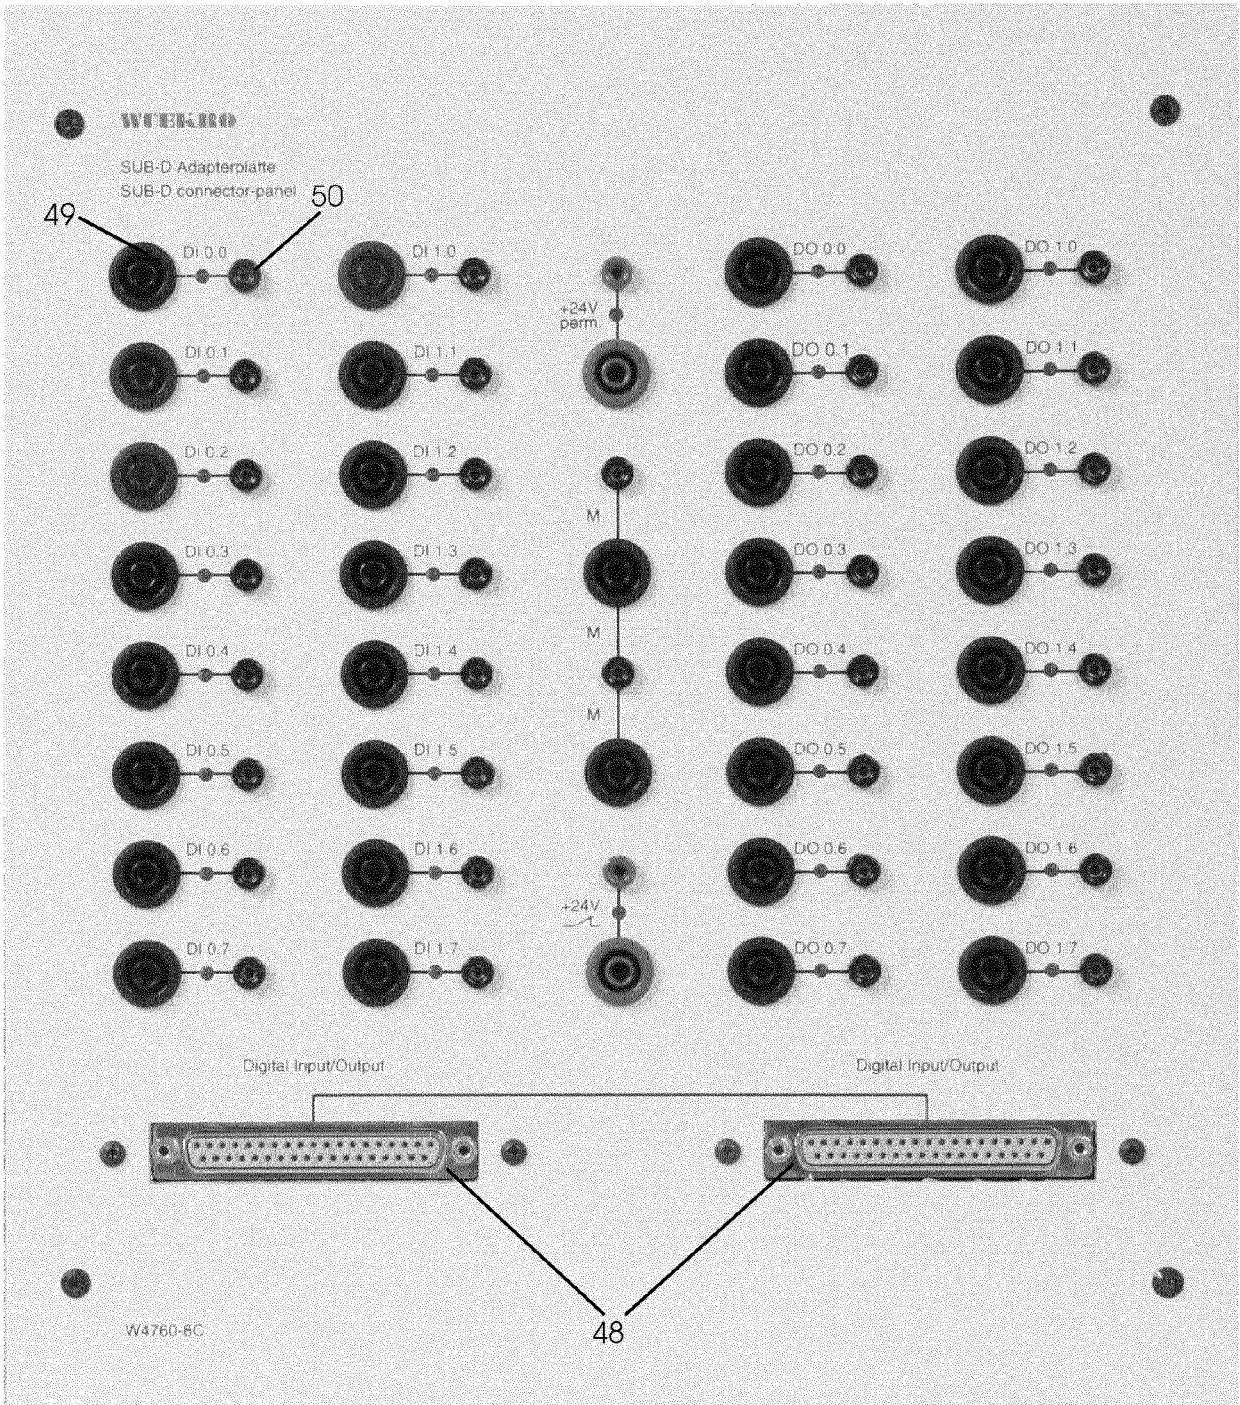 WUEKRO
SUB-D Adapterplatte
SUB-D connector-panel
49
50
DI 0.0
DI 1.0
DO 0.0
DO 1.0
+24V
perm.
DI 0.1
DI 1.1
DO 0.1
DO 1.1
DI 0.2
DI 1.2
DO 0.2
DO 1.2
M
DI 0.3
DI 1.3
DO 0.3
DO 1.3
M
DI 0.4
DI 1.4
DO 0.4
DO 1.4
M
DI 0.5
DI 1.5
DO 0.5
DO 1.5
DI 0.6
DI 1.6
DO 0.6
DO 1.6
+24V
DI 0.7
DI 1.7
DO 0.7
DO 1.7
Digital Input/Output
Digital Input/Output
48
W4760-8C